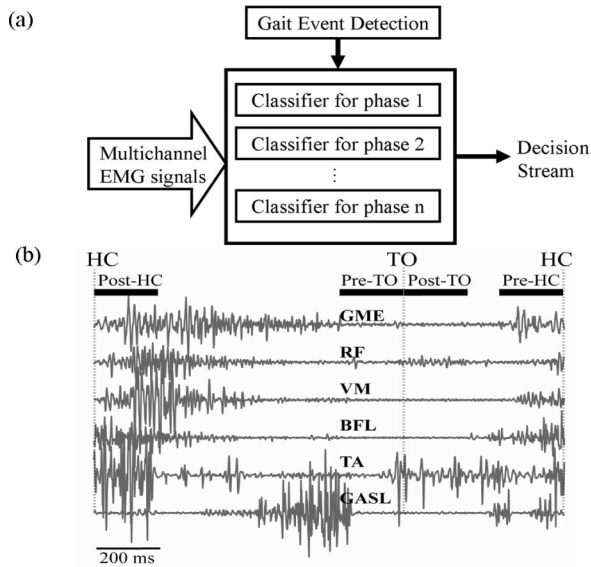 (a)
Gait Event Detection
Classifier for phase 1
Classifier for phase 2
⋮
Classifier for phase n
Multichannel
EMG signals
Decision
Stream
(b)
HC TO HC
Post-HC Pre-TO Post-TO Pre-HC
GME
RF
VM
BFL
TA
GASL
200 ms